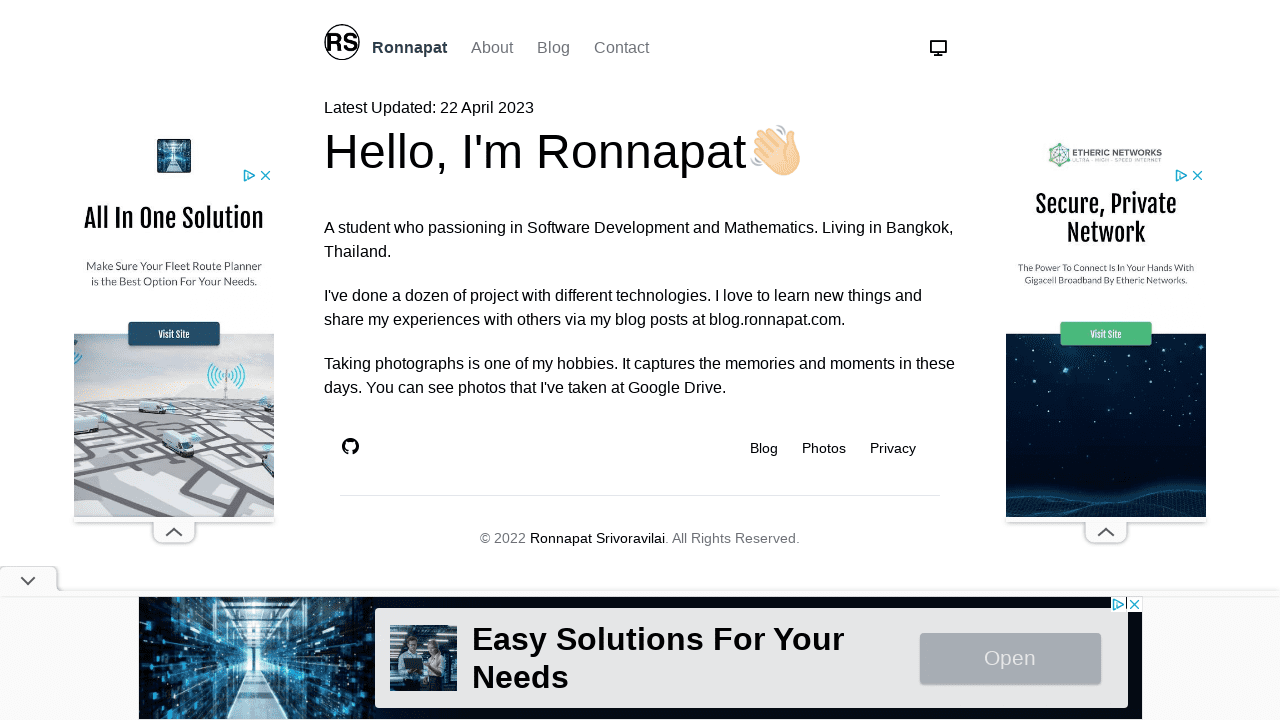 RS
Ronnapat
About
Blog
Contact
Latest Updated: 22 April 2023
Hello, I'm Ronnapat👋🏼
A student who passioning in Software Development and Mathematics. Living in Bangkok,
Thailand.
I've done a dozen of project with different technologies. I love to learn new things and
share my experiences with others via my blog posts at blog.ronnapat.com.
Taking photographs is one of my hobbies. It captures the memories and moments in these
days. You can see photos that I've taken at Google Drive.
Blog
Photos
Privacy
© 2022 Ronnapat Srivoravilai. All Rights Reserved.
All In One Solution
Make Sure Your Fleet Route Planner
is the Best Option For Your Needs.
Visit Site
ETHERIC NETWORKS
ULTRA - HIGH - SPEED INTERNET
Secure, Private
Network
The Power To Connect Is In Your Hands With
Gigacell Broadband By Etheric Networks.
Visit Site
Easy Solutions For Your
Needs
Open